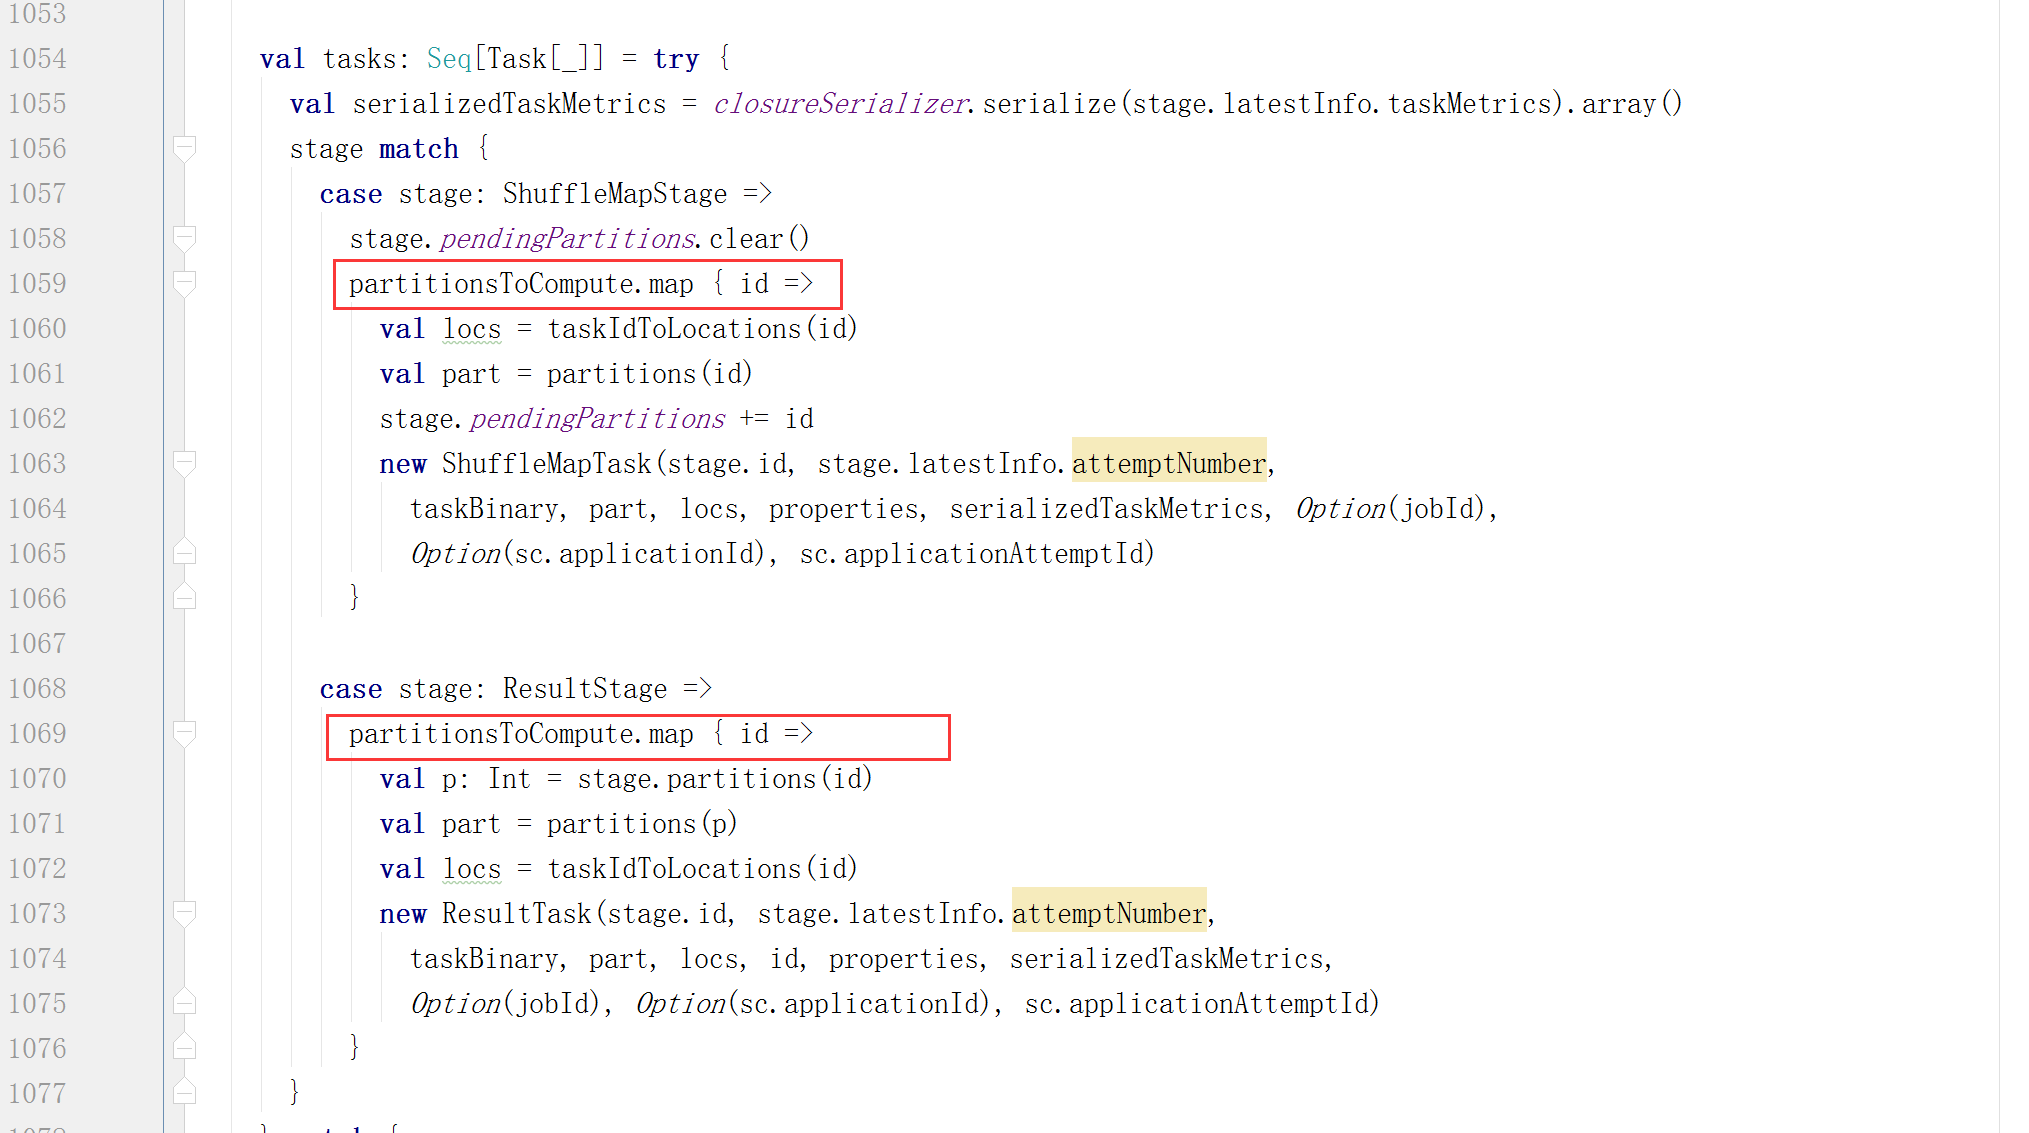 1053
1054 val tasks: Seq[Task[_]] = try {
1055 val serializedTaskMetrics = closureSerializer.serialize(stage.latestInfo.taskMetrics).array()
1056 stage match {
1057 case stage: ShuffleMapStage =>
1058 stage.pendingPartitions.clear()
1059 partitionsToCompute.map { id =>
1060 val locs = taskIdToLocations(id)
1061 val part = partitions(id)
1062 stage.pendingPartitions += id
1063 new ShuffleMapTask(stage.id, stage.latestInfo.attemptNumber,
1064 taskBinary, part, locs, properties, serializedTaskMetrics, Option(jobId),
1065 Option(sc.applicationId), sc.applicationAttemptId)
1066 }
1067
1068 case stage: ResultStage =>
1069 partitionsToCompute.map { id =>
1070 val p: Int = stage.partitions(id)
1071 val part = partitions(p)
1072 val locs = taskIdToLocations(id)
1073 new ResultTask(stage.id, stage.latestInfo.attemptNumber,
1074 taskBinary, part, locs, id, properties, serializedTaskMetrics,
1075 Option(jobId), Option(sc.applicationId), sc.applicationAttemptId)
1076 }
1077 }